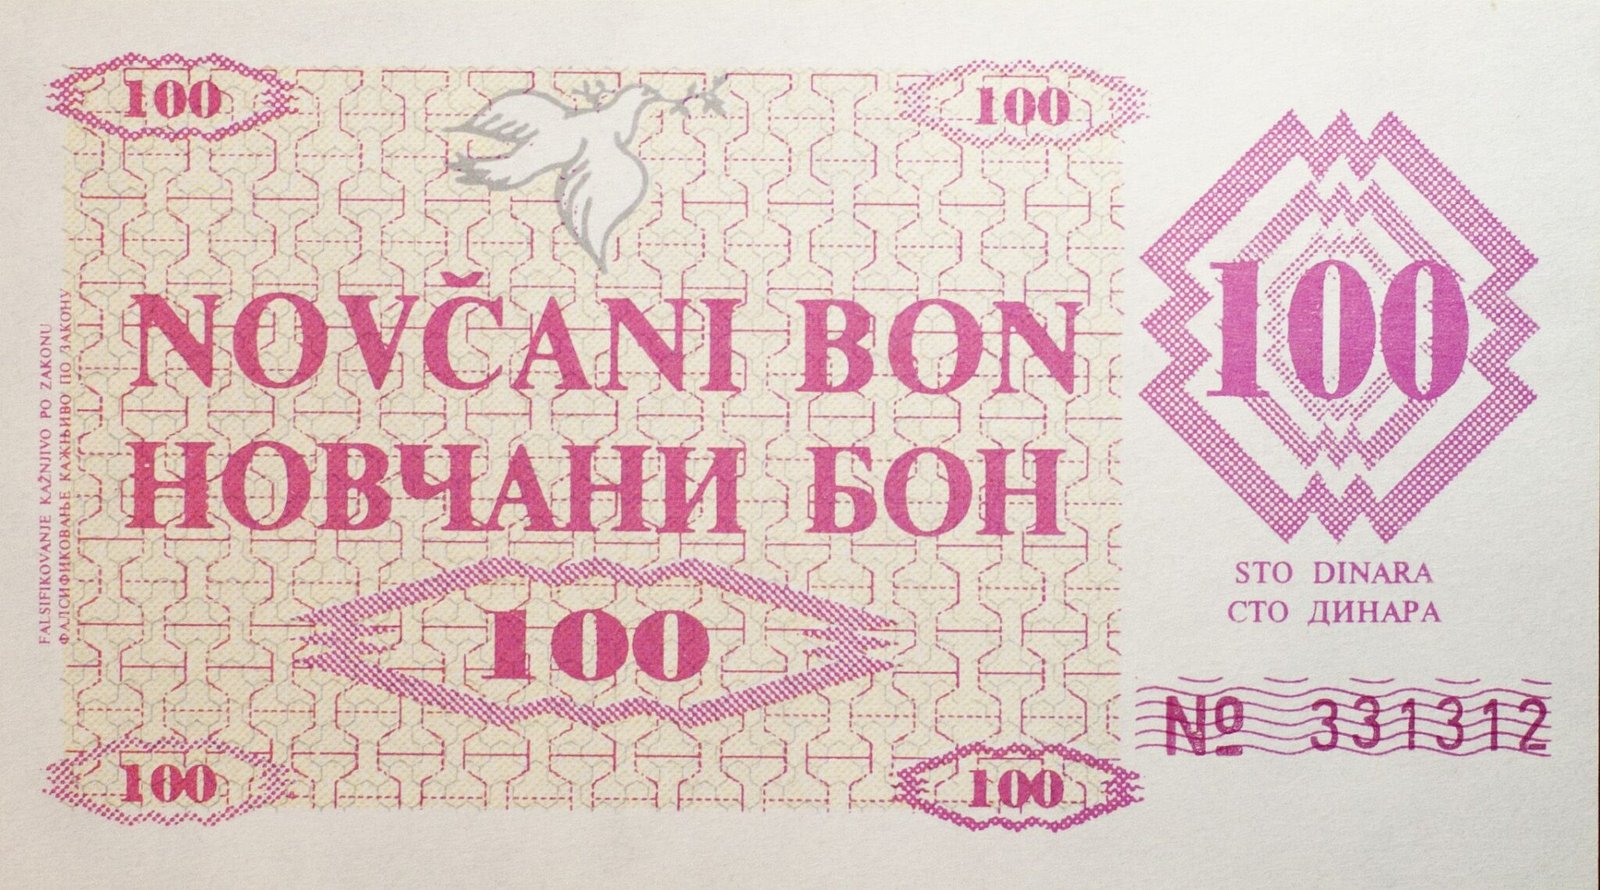 100
100
NOVČANI BON
НОВЧАНИ БОН
100
100
100
FALSIFIKOVANJE KAŽNJIVO PO ZAKONU
ФАЛСИФИКОВАЊЕ КАЖЊИВО ПО ЗАКОНУ
100
STO DINARA
СТО ДИНАРА
№ 331312